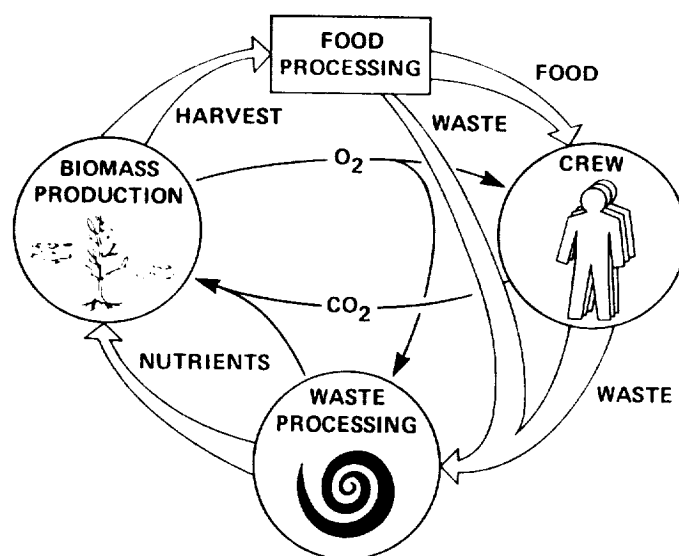 FOOD
PROCESSING
FOOD
HARVEST
WASTE
BIOMASS
PRODUCTION
O2
CREW
CO2
NUTRIENTS
WASTE
PROCESSING
WASTE